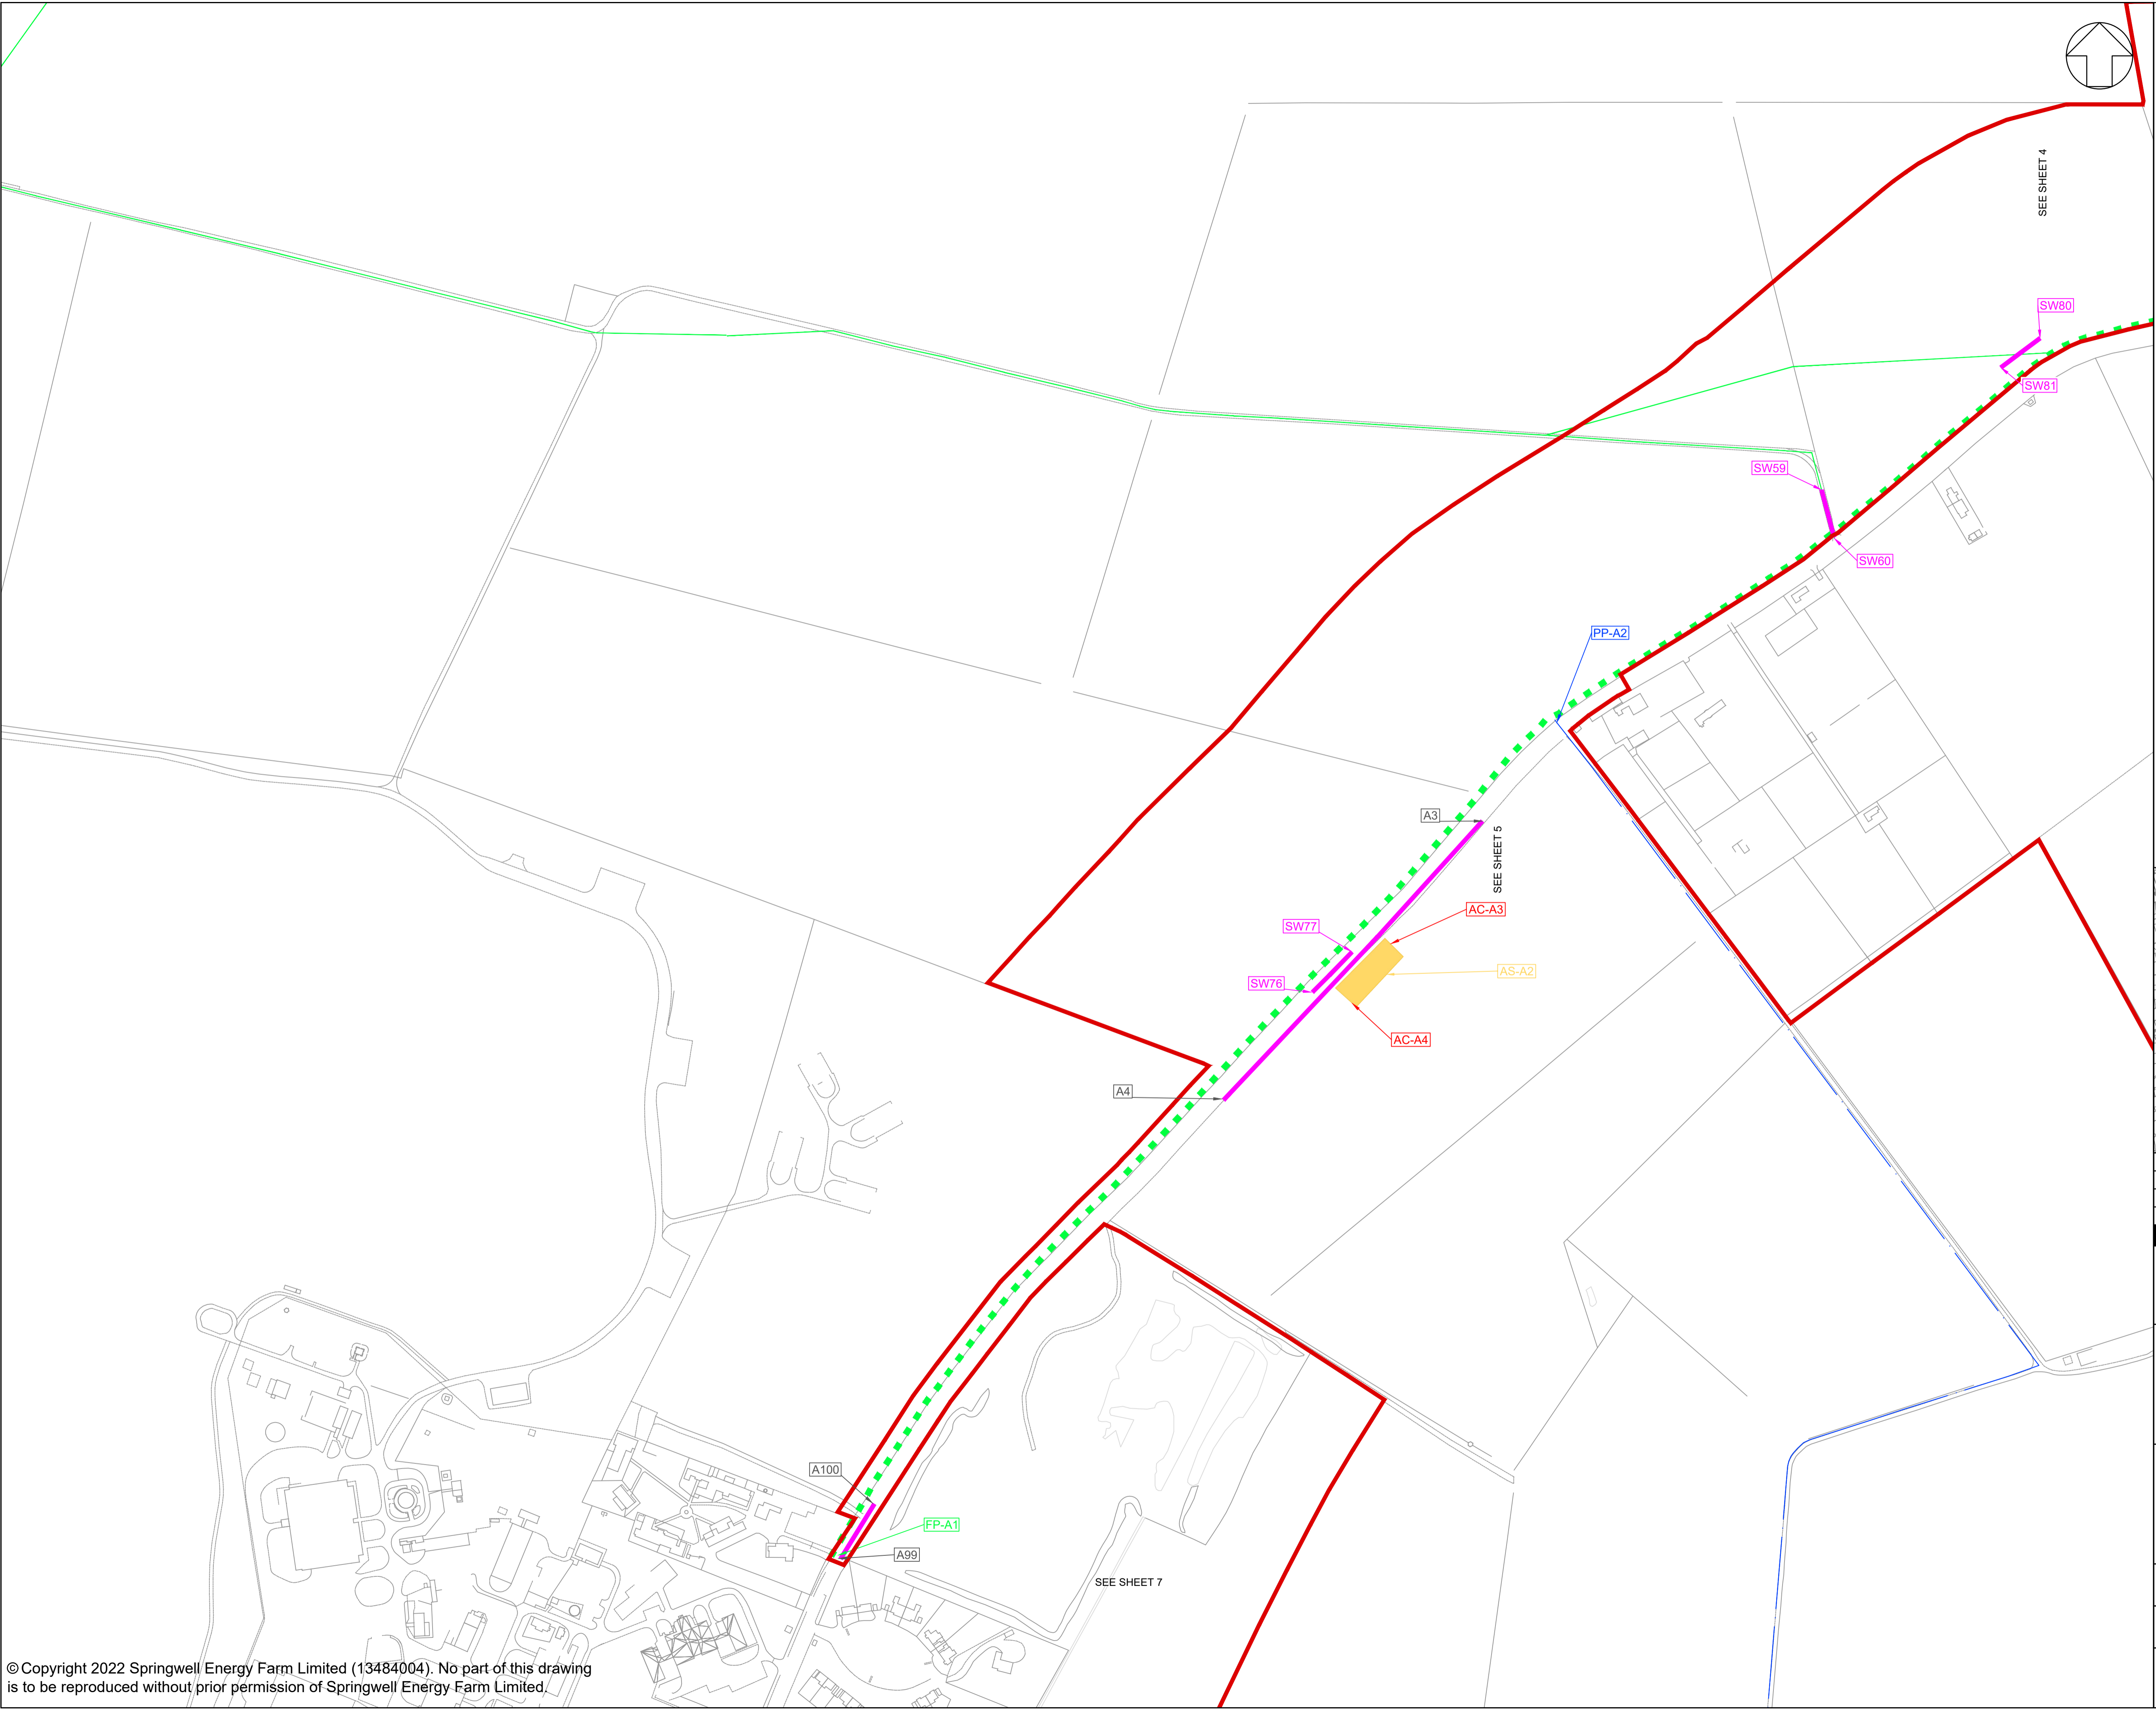 SEE SHEET 4
SW80
SW81
SW59
SW60
PP-A2
A3
SEE SHEET 5
AC-A3
SW77
AS-A2
SW76
AC-A4
A4
A100
FP-A1
A99
SEE SHEET 7
© Copyright 2022 Springwell Energy Farm Limited (13484004). No part of this drawing
is to be reproduced without prior permission of Springwell Energy Farm Limited.